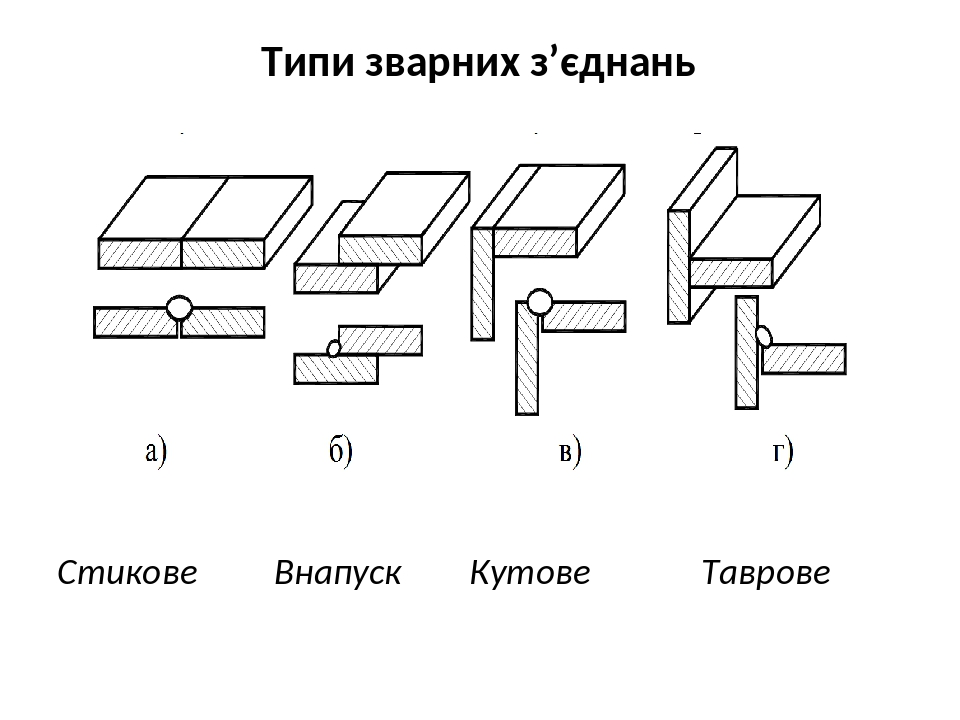 Типи зварних з’єднань
а) б) в) г)
Стикове Внапуск Кутове Таврове